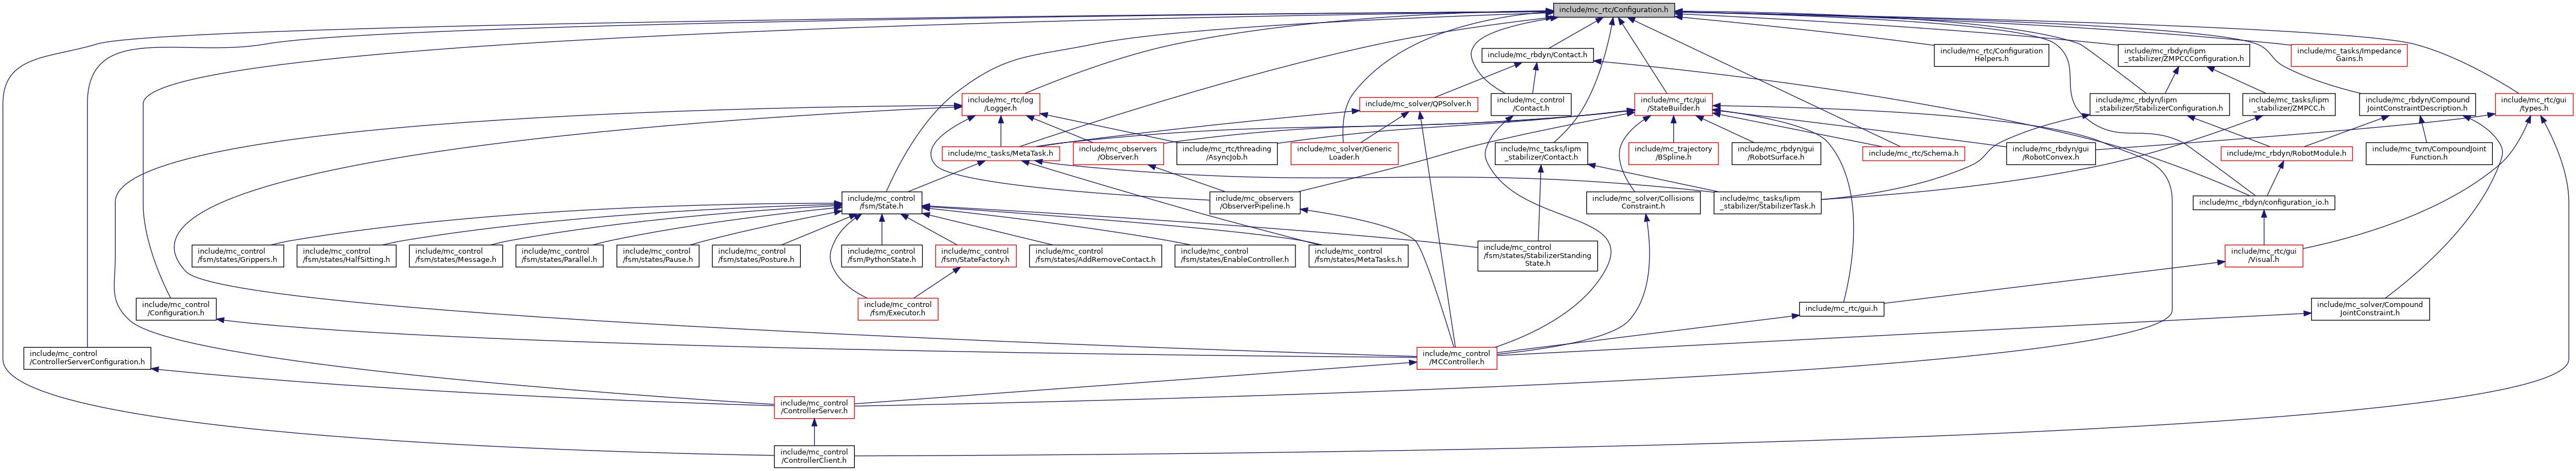 include/mc_rtc/Configuration.h
include/mc_rbdyn/Contact.h
include/mc_rtc/Configuration
Helpers.h
include/mc_rbdyn/lipm
_stabilizer/ZMPCCConfiguration.h
include/mc_tasks/Impedance
Gains.h
include/mc_rtc/log
/Logger.h
include/mc_solver/QPSolver.h
include/mc_control
/Contact.h
include/mc_rtc/gui
/StateBuilder.h
include/mc_rbdyn/lipm
_stabilizer/StabilizerConfiguration.h
include/mc_tasks/lipm
_stabilizer/ZMPCC.h
include/mc_rbdyn/Compound
JointConstraintDescription.h
include/mc_rtc/gui
/types.h
include/mc_tasks/MetaTask.h
include/mc_observers
/Observer.h
include/mc_rtc/threading
/AsyncJob.h
include/mc_solver/Generic
Loader.h
include/mc_tasks/lipm
_stabilizer/Contact.h
include/mc_trajectory
/BSpline.h
include/mc_rbdyn/gui
/RobotSurface.h
include/mc_rtc/Schema.h
include/mc_rbdyn/gui
/RobotConvex.h
include/mc_rbdyn/RobotModule.h
include/mc_tvm/CompoundJoint
Function.h
include/mc_control
/fsm/State.h
include/mc_observers
/ObserverPipeline.h
include/mc_solver/Collisions
Constraint.h
include/mc_tasks/lipm
_stabilizer/StabilizerTask.h
include/mc_rbdyn/configuration_io.h
include/mc_control
/fsm/states/Grippers.h
include/mc_control
/fsm/states/HalfSitting.h
include/mc_control
/fsm/states/Message.h
include/mc_control
/fsm/states/Parallel.h
include/mc_control
/fsm/states/Pause.h
include/mc_control
/fsm/states/Posture.h
include/mc_control
/fsm/PythonState.h
include/mc_control
/fsm/StateFactory.h
include/mc_control
/fsm/states/AddRemoveContact.h
include/mc_control
/fsm/states/EnableController.h
include/mc_control
/fsm/states/MetaTasks.h
include/mc_control
/fsm/states/StabilizerStanding
State.h
include/mc_rtc/gui
/Visual.h
include/mc_control
/Configuration.h
include/mc_control
/fsm/Executor.h
include/mc_rtc/gui.h
include/mc_solver/Compound
JointConstraint.h
include/mc_control
/ControllerServerConfiguration.h
include/mc_control
/MCController.h
include/mc_control
/ControllerServer.h
include/mc_control
/ControllerClient.h